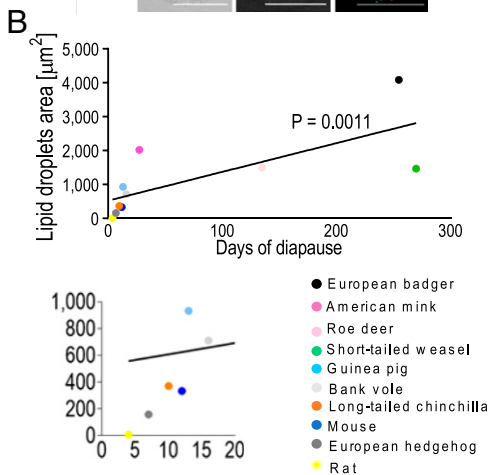 B
Lipid droplets area [μm²]
5,000
4,000
3,000
2,000
1,000
0
P = 0.0011
0
100
200
300
Days of diapause
1,000
800
600
400
200
0
0
5
10
15
20
European badger
American mink
Roe deer
Short-tailed weasel
Guinea pig
Bank vole
Long-tailed chinchilla
Mouse
European hedgehog
Rat